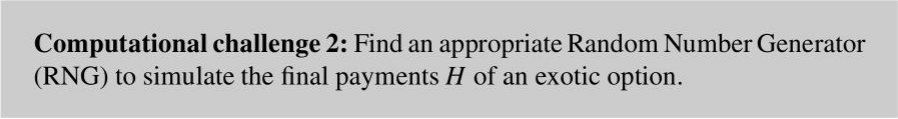 Computational challenge 2: Find an appropriate Random Number Generator
(RNG) to simulate the final payments H of an exotic option.